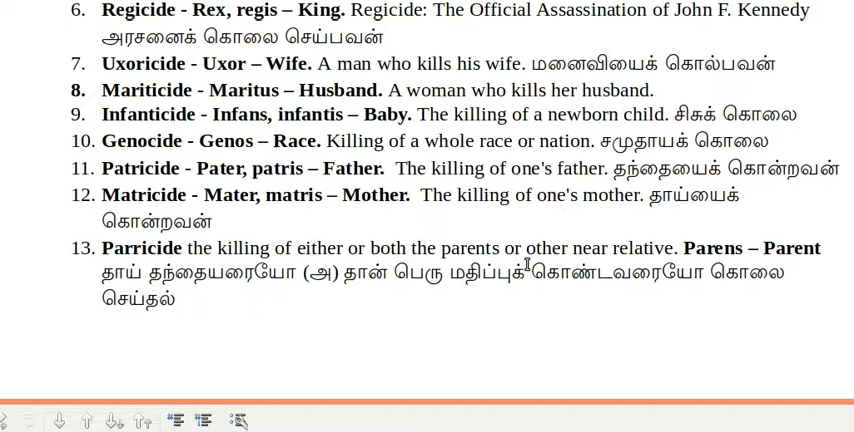 6. Regicide - Rex, regis – King. Regicide: The Official Assassination of John F. Kennedy
அரசனைக் கொலை செய்பவன்
7. Uxoricide - Uxor – Wife. A man who kills his wife. மனைவியைக் கொல்பவன்
8. Mariticide - Maritus – Husband. A woman who kills her husband.
9. Infanticide - Infans, infantis – Baby. The killing of a newborn child. சிசுக் கொலை
10. Genocide - Genos – Race. Killing of a whole race or nation. சமுதாயக் கொலை
11. Patricide - Pater, patris – Father. The killing of one's father. தந்தையைக் கொன்றவன்
12. Matricide - Mater, matris – Mother. The killing of one's mother. தாய்யைக்
கொன்றவன்
13. Parricide the killing of either or both the parents or other near relative. Parens – Parent
தாய் தந்தையரையோ (அ) தான் பெரு மதிப்புக் கொண்டவரையோ கொலை
செய்தல்